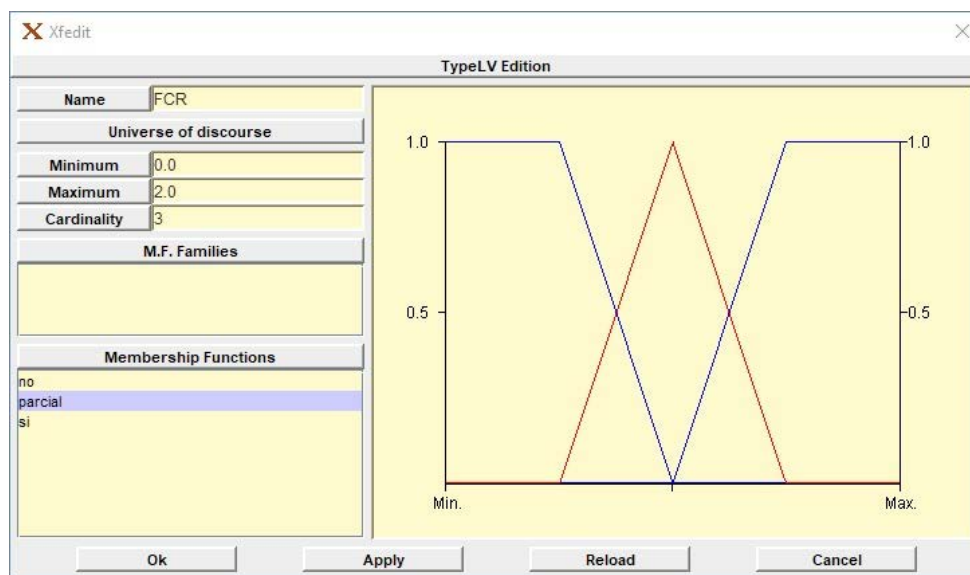 Xfedit
TypeLV Edition
Name FCR
Universe of discourse
Minimum 0.0
Maximum 2.0
Cardinality 3
M.F. Families
Membership Functions
no
parcial
si
1.0 1.0
0.5 0.5
Min. Max.
Ok Apply Reload Cancel